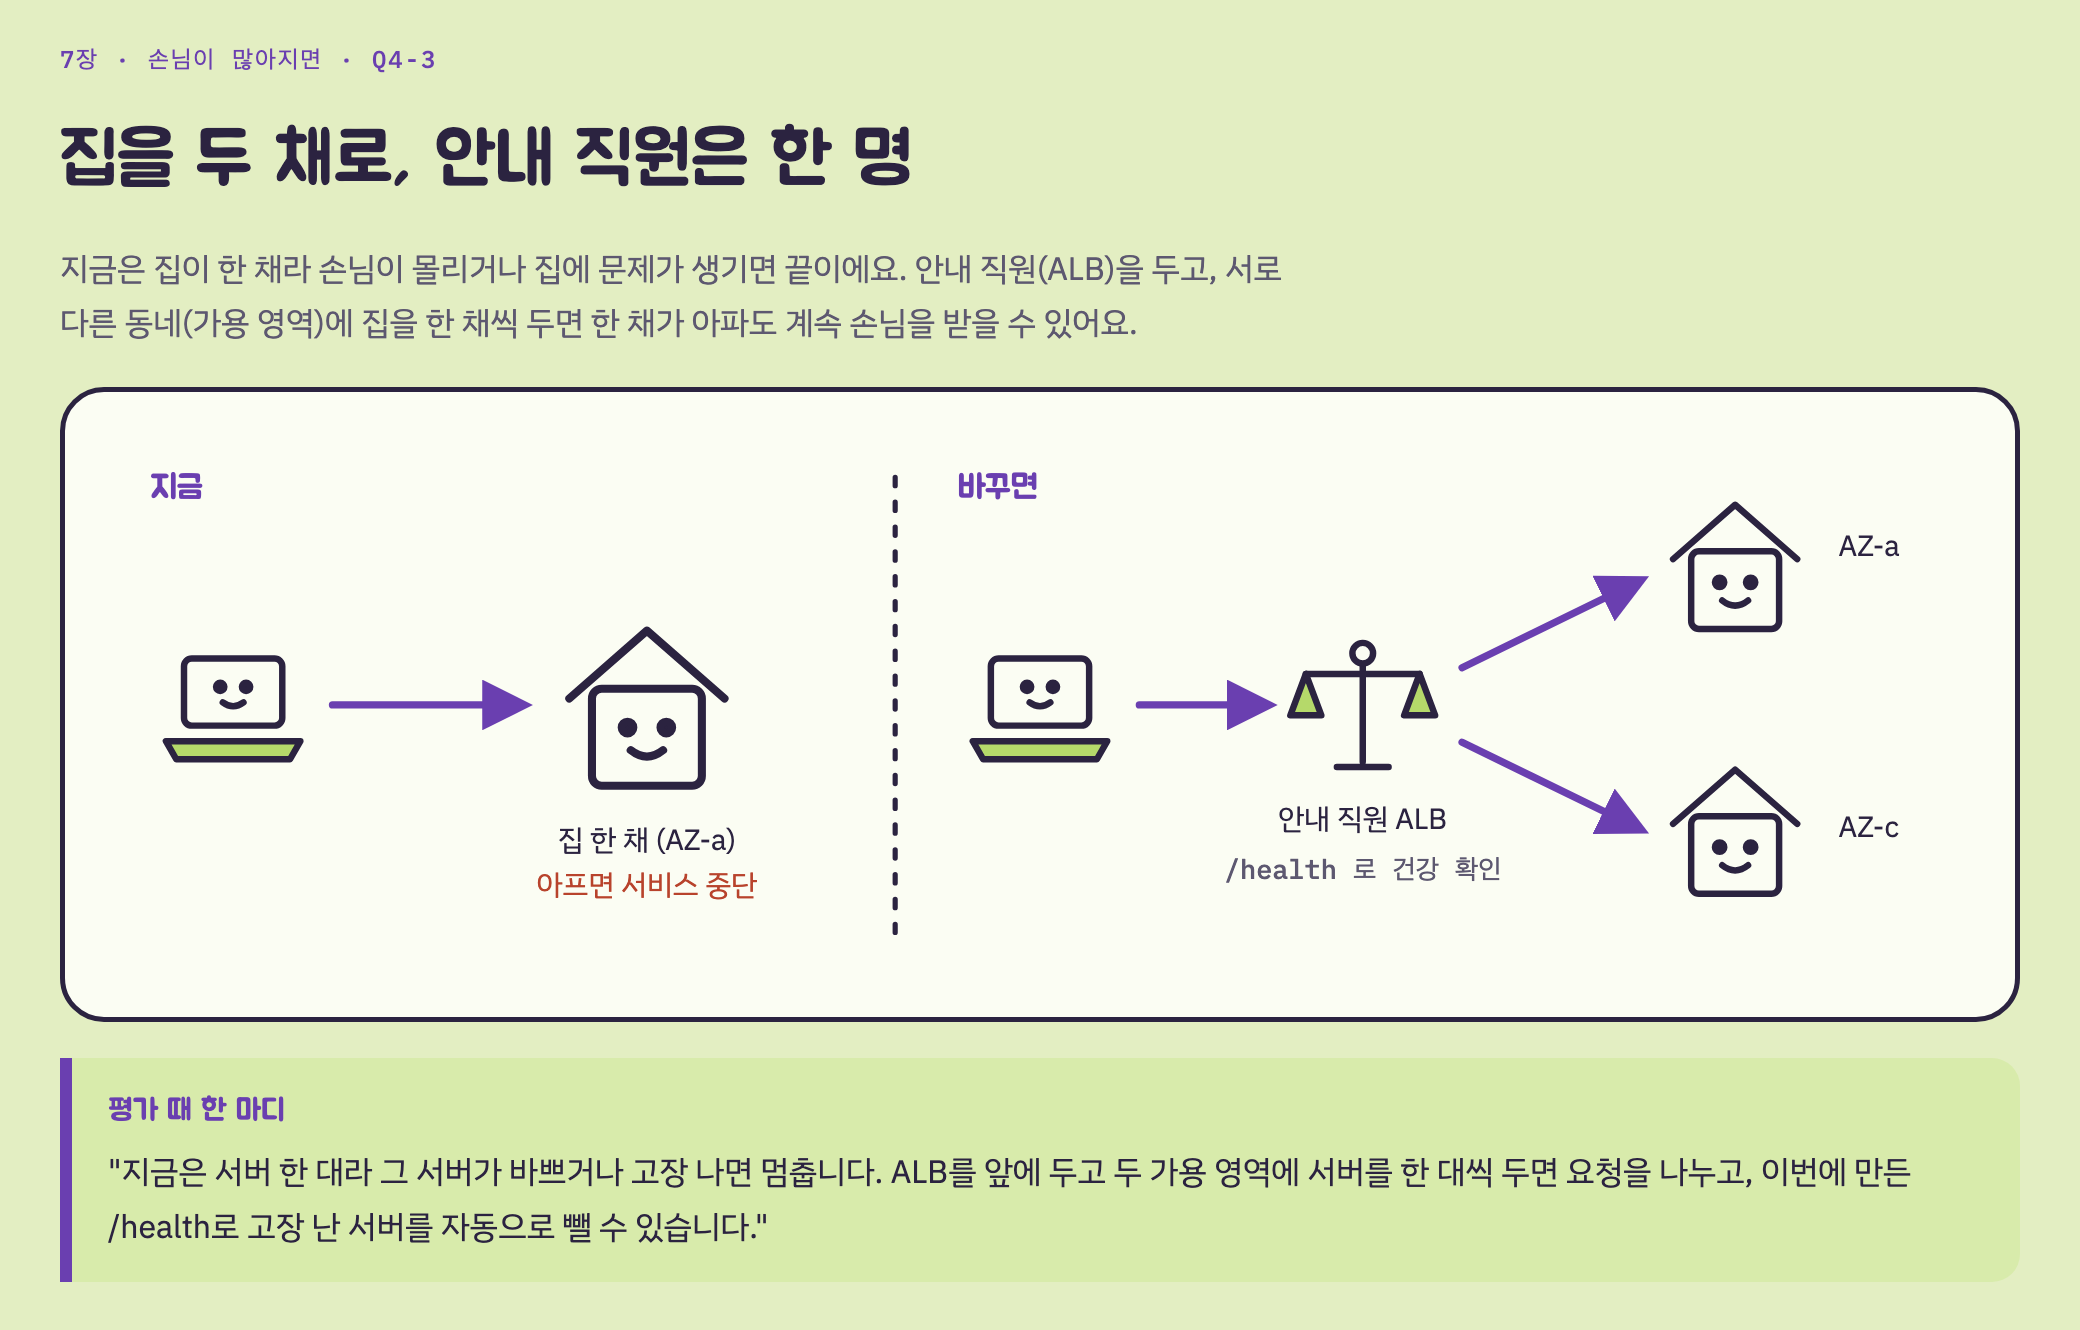 7장 · 손님이 많아지면 · Q4-3
집을 두 채로, 안내 직원은 한 명
지금은 집이 한 채라 손님이 몰리거나 집에 문제가 생기면 끝이에요. 안내 직원(ALB)을 두고, 서로
다른 동네(가용 영역)에 집을 한 채씩 두면 한 채가 아파도 계속 손님을 받을 수 있어요.
지금
집 한 채 (AZ-a)
아프면 서비스 중단
바꾸면
안내 직원 ALB
/health 로 건강 확인
AZ-a
AZ-c
평가 때 한 마디
"지금은 서버 한 대라 그 서버가 바쁘거나 고장 나면 멈춥니다. ALB를 앞에 두고 두 가용 영역에 서버를 한 대씩 두면 요청을 나누고, 이번에 만든
/health로 고장 난 서버를 자동으로 뺄 수 있습니다."